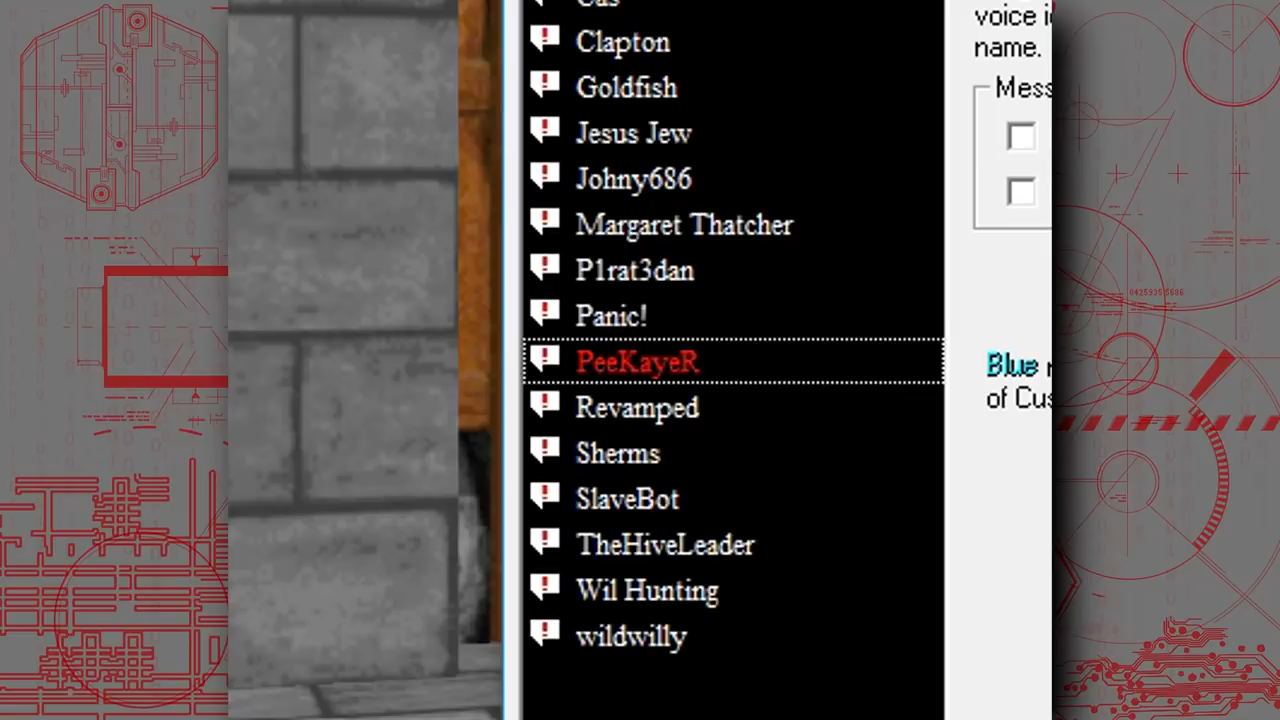 Cas
Clapton
Goldfish
Jesus Jew
Johny686
Margaret Thatcher
P1rat3dan
Panic!
PeeKayeR
Revamped
Sherms
SlaveBot
TheHiveLeader
Wil Hunting
wildwilly
voice
name.
Mess
Blue
of Cus